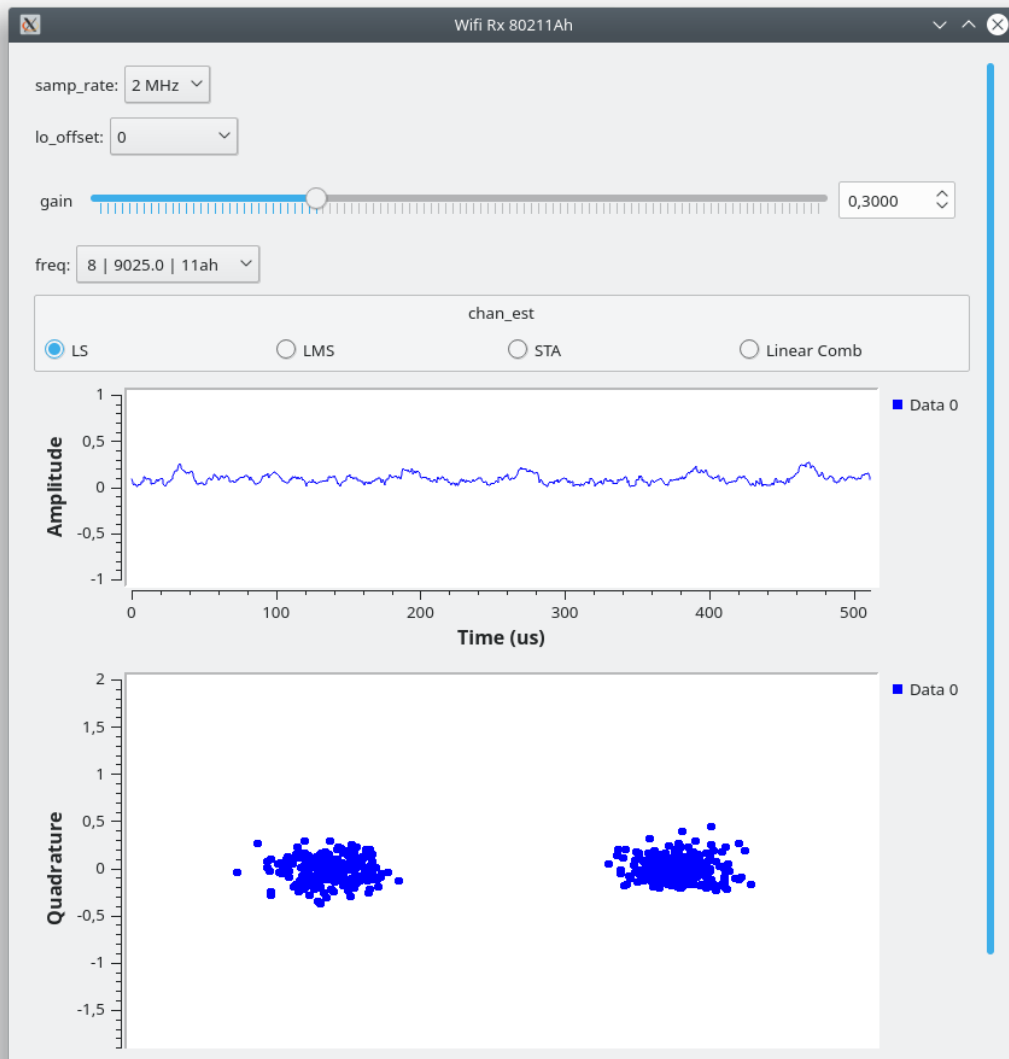 Wifi Rx 80211Ah
samp_rate: 2 MHz
lo_offset: 0
gain 0,3000
freq: 8 | 9025.0 | 11ah
chan_est
LS LMS STA Linear Comb
1
0,5
0
-0,5
-1
Amplitude
Data 0
0 100 200 300 400 500
Time (us)
2
1,5
1
0,5
0
-0,5
-1
-1,5
Quadrature
Data 0